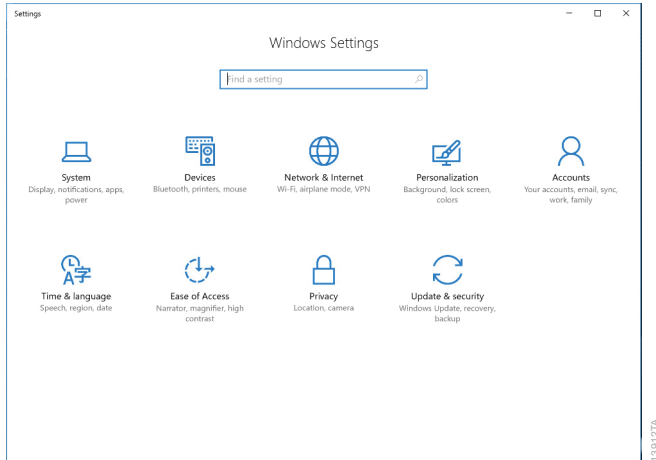 Settings
Windows Settings
Find a setting
System
Display, notifications, apps,
power
Devices
Bluetooth, printers, mouse
Network & Internet
Wi-Fi, airplane mode, VPN
Personalization
Background, lock screen,
colors
Accounts
Your accounts, email, sync,
work, family
A字
Time & language
Speech, region, date
Ease of Access
Narrator, magnifier, high
contrast
Privacy
Location, camera
Update & security
Windows Update, recovery,
backup